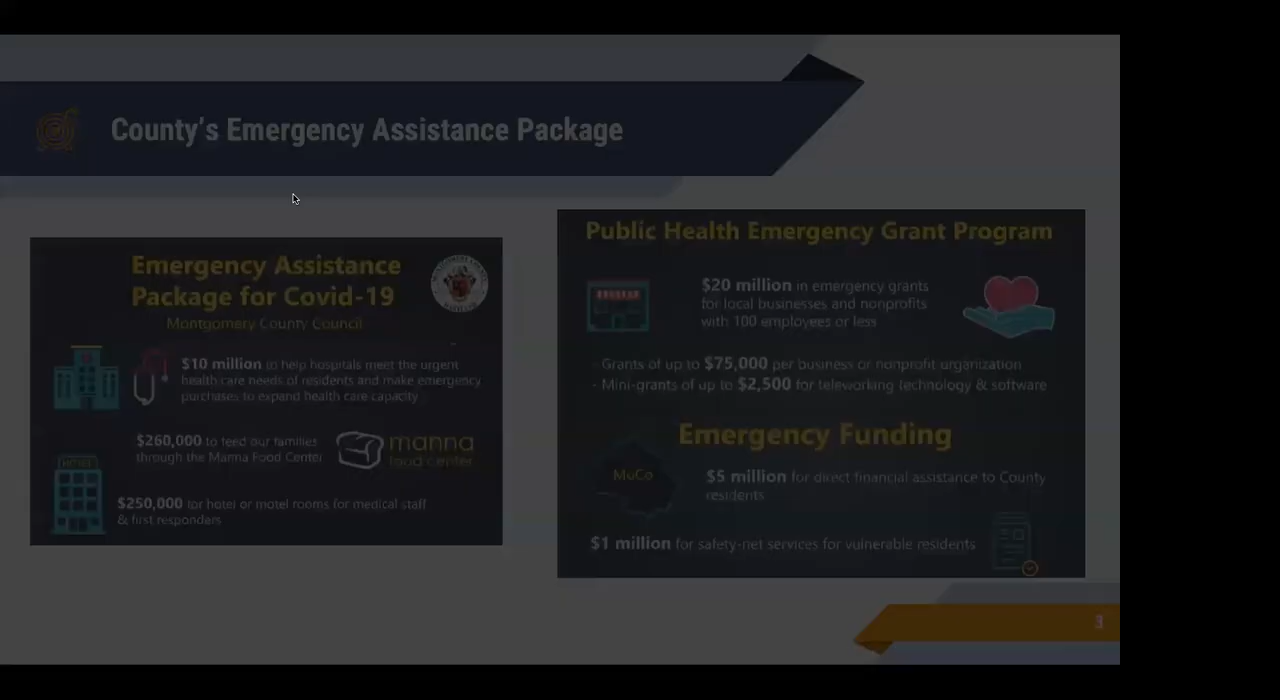 County's Emergency Assistance Package
Emergency Assistance
Package for Covid-19
Montgomery County Council
$10 million to help hospitals meet the urgent
health care needs of residents and make emergency
purchases to expand health care capacity
$260,000 to feed our families
through the Manna Food Center
manna
food center
HOTEL
$250,000 for hotel or motel rooms for medical staff
& first responders
Public Health Emergency Grant Program
$20 million in emergency grants
for local businesses and nonprofits
with 100 employees or less
- Grants of up to $75,000 per business or nonprofit organization
- Mini-grants of up to $2,500 for teleworking technology & software
Emergency Funding
MoCo
$5 million for direct financial assistance to County
residents
$1 million for safety-net services for vulnerable residents
3